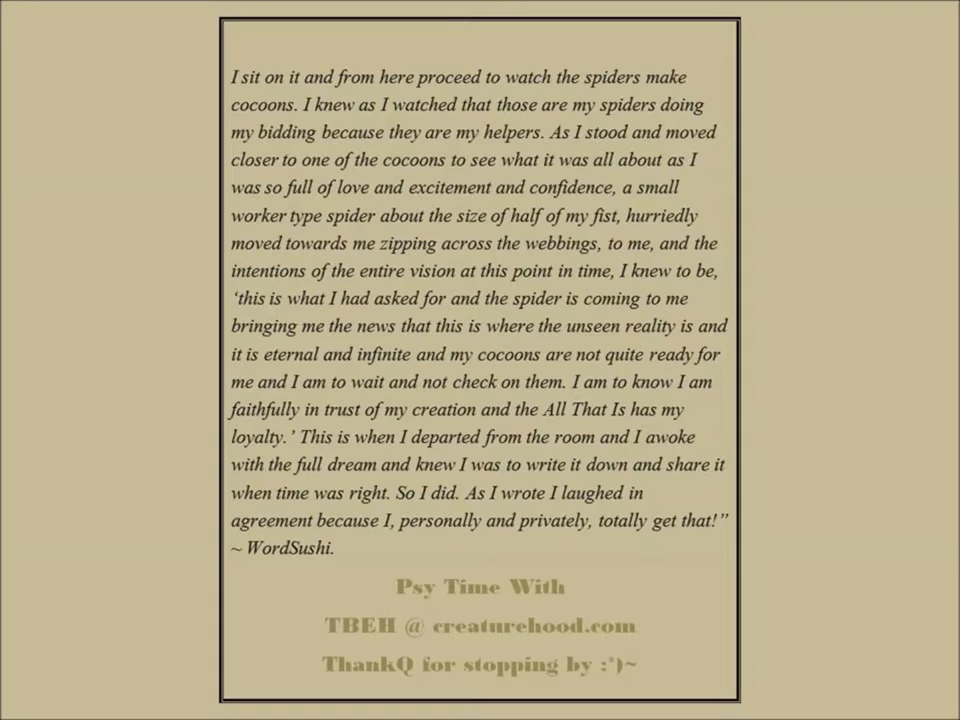 I sit on it and from here proceed to watch the spiders make
cocoons. I knew as I watched that those are my spiders doing
my bidding because they are my helpers. As I stood and moved
closer to one of the cocoons to see what it was all about as I
was so full of love and excitement and confidence, a small
worker type spider about the size of half of my fist, hurriedly
moved towards me zipping across the webbings, to me, and the
intentions of the entire vision at this point in time, I knew to be,
‘this is what I had asked for and the spider is coming to me
bringing me the news that this is where the unseen reality is and
it is eternal and infinite and my cocoons are not quite ready for
me and I am to wait and not check on them. I am to know I am
faithfully in trust of my creation and the All That Is has my
loyalty.’ This is when I departed from the room and I awoke
with the full dream and knew I was to write it down and share it
when time was right. So I did. As I wrote I laughed in
agreement because I, personally and privately, totally get that!”
~ WordSushi.
Psy Time With
TBEH @ creaturehood.com
ThankQ for stopping by :')~